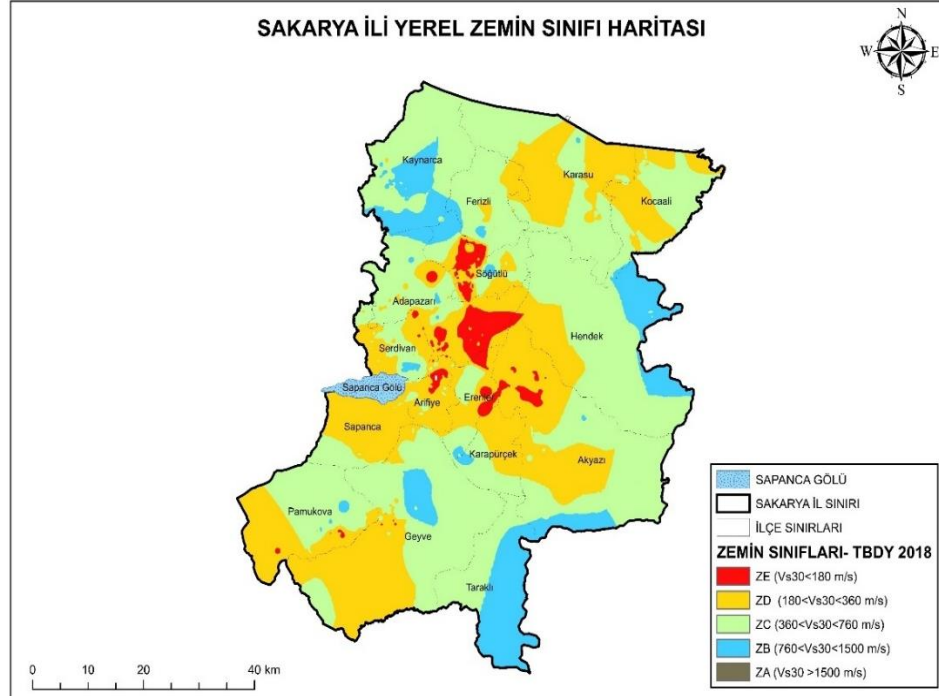 SAKARYA İLİ YEREL ZEMİN SINIFI HARİTASI
N
W E
S
Kaynarca
Karasu
Kocaali
Ferizli
Söğütlü
Adapazarı
Hendek
Serdivan
Sapanca Gölü
Arifiye
Erenler
Sapanca
Karapürçek
Akyazı
Pamukova
Geyve
Taraklı
SAPANCA GÖLÜ
SAKARYA İL SINIRI
İLÇE SINIRLARI
ZEMİN SINIFLARI- TBDY 2018
ZE (Vs30<180 m/s)
ZD (180<Vs30<360 m/s)
ZC (360<Vs30<760 m/s)
ZB (760<Vs30<1500 m/s)
ZA (Vs30 >1500 m/s)
0 20 40 km